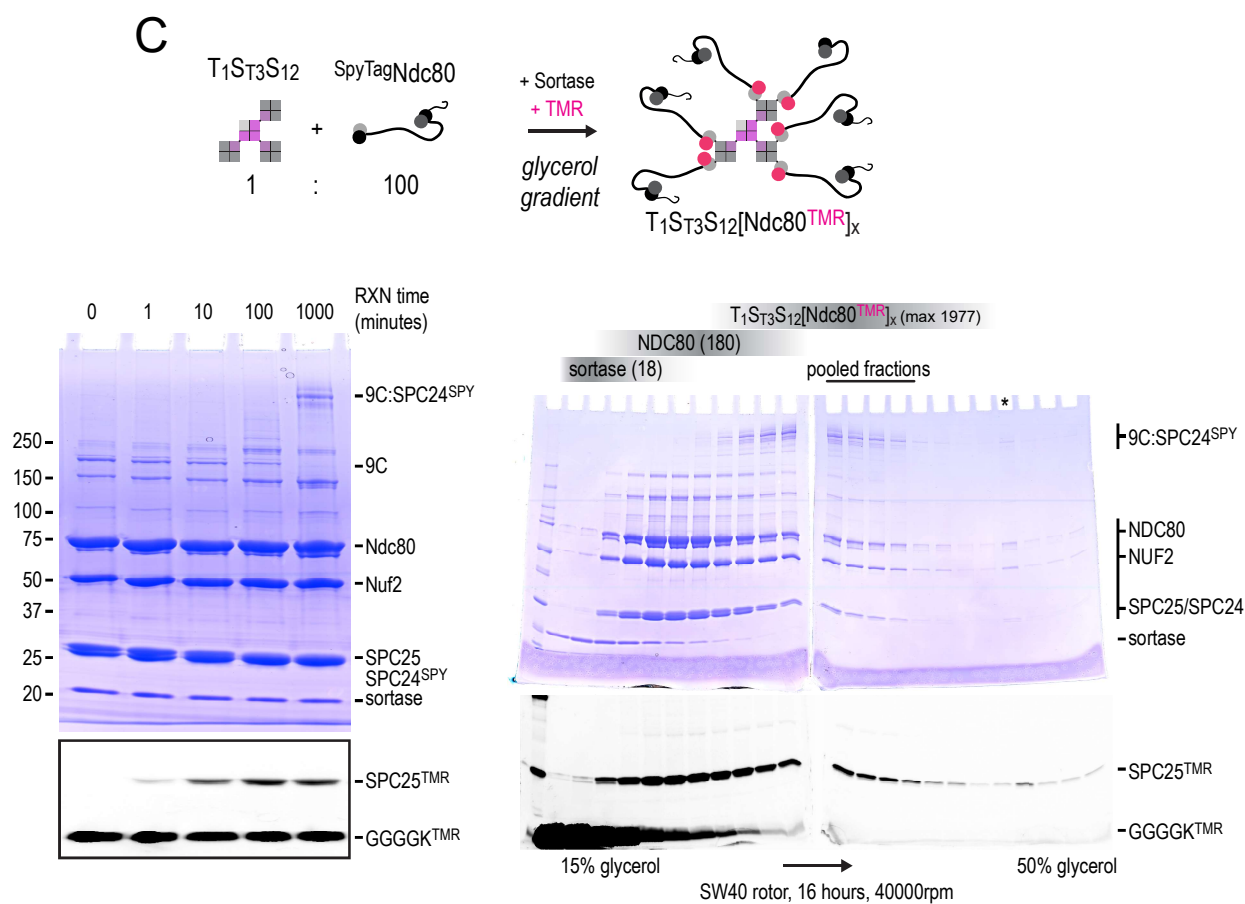 C
T1ST3S12
SpyTagNdc80
+
1 : 100
+ Sortase
+ TMR
glycerol
gradient
T1ST3S12[Ndc80TMR]x
0 1 10 100 1000
RXN time
(minutes)
9C:SPC24SPY
250
9C
150
100
75
Ndc80
50
Nuf2
37
25
SPC25
SPC24SPY
20
sortase
SPC25TMR
GGGGKTMR
T1ST3S12[Ndc80TMR]x (max 1977)
NDC80 (180)
sortase (18)
pooled fractions
*
9C:SPC24SPY
NDC80
NUF2
SPC25/SPC24
sortase
SPC25TMR
GGGGKTMR
15% glycerol
50% glycerol
SW40 rotor, 16 hours, 40000rpm